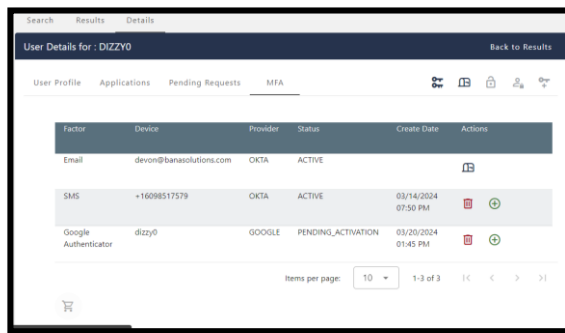 Search Results Details
User Details for : DIZZY0 Back to Results
User Profile Applications Pending Requests MFA
Factor Device Provider Status Create Date Actions
Email devon@banasolutions.com OKTA ACTIVE
SMS +16098517579 OKTA ACTIVE 03/14/2024
07:50 PM
Google dizzy0 GOOGLE PENDING_ACTIVATION 03/20/2024
Authenticator 01:45 PM
Items per page: 10 1-3 of 3